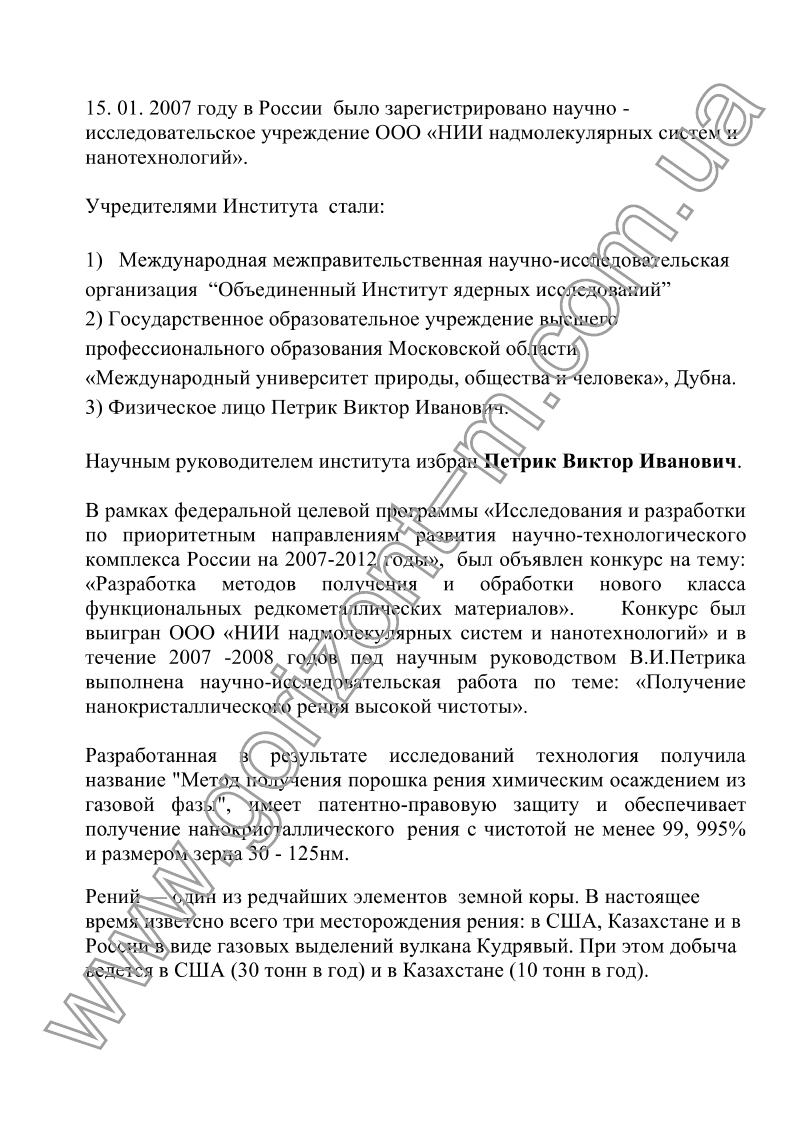 15. 01. 2007 году в России было зарегистрировано научно -
исследовательское учреждение ООО «НИИ надмолекулярных систем и
нанотехнологий».
Учредителями Института стали:
1) Международная межправительственная научно-исследовательская
организация “Объединенный Институт ядерных исследований”
2) Государственное образовательное учреждение высшего
профессионального образования Московской области
«Международный университет природы, общества и человека», Дубна.
3) Физическое лицо Петрик Виктор Иванович.
Научным руководителем института избран Петрик Виктор Иванович.
В рамках федеральной целевой программы «Исследования и разработки
по приоритетным направлениям развития научно-технологического
комплекса России на 2007-2012 годы», был объявлен конкурс на тему:
«Разработка методов получения и обработки нового класса
функциональных редкометаллических материалов». Конкурс был
выигран ООО «НИИ надмолекулярных систем и нанотехнологий» и в
течение 2007 -2008 годов под научным руководством В.И.Петрика
выполнена научно-исследовательская работа по теме: «Получение
нанокристаллического рения высокой чистоты».
Разработанная в результате исследований технология получила
название "Метод получения порошка рения химическим осаждением из
газовой фазы", имеет патентно-правовую защиту и обеспечивает
получение нанокристаллического рения с чистотой не менее 99, 995%
и размером зерна 30 - 125нм.
Рений — один из редчайших элементов земной коры. В настоящее
время изветсно всего три месторождения рения: в США, Казахстане и в
России в виде газовых выделений вулкана Кудрявый. При этом добыча
ведется в США (30 тонн в год) и в Казахстане (10 тонн в год).
www.gorizont-m.com.ua